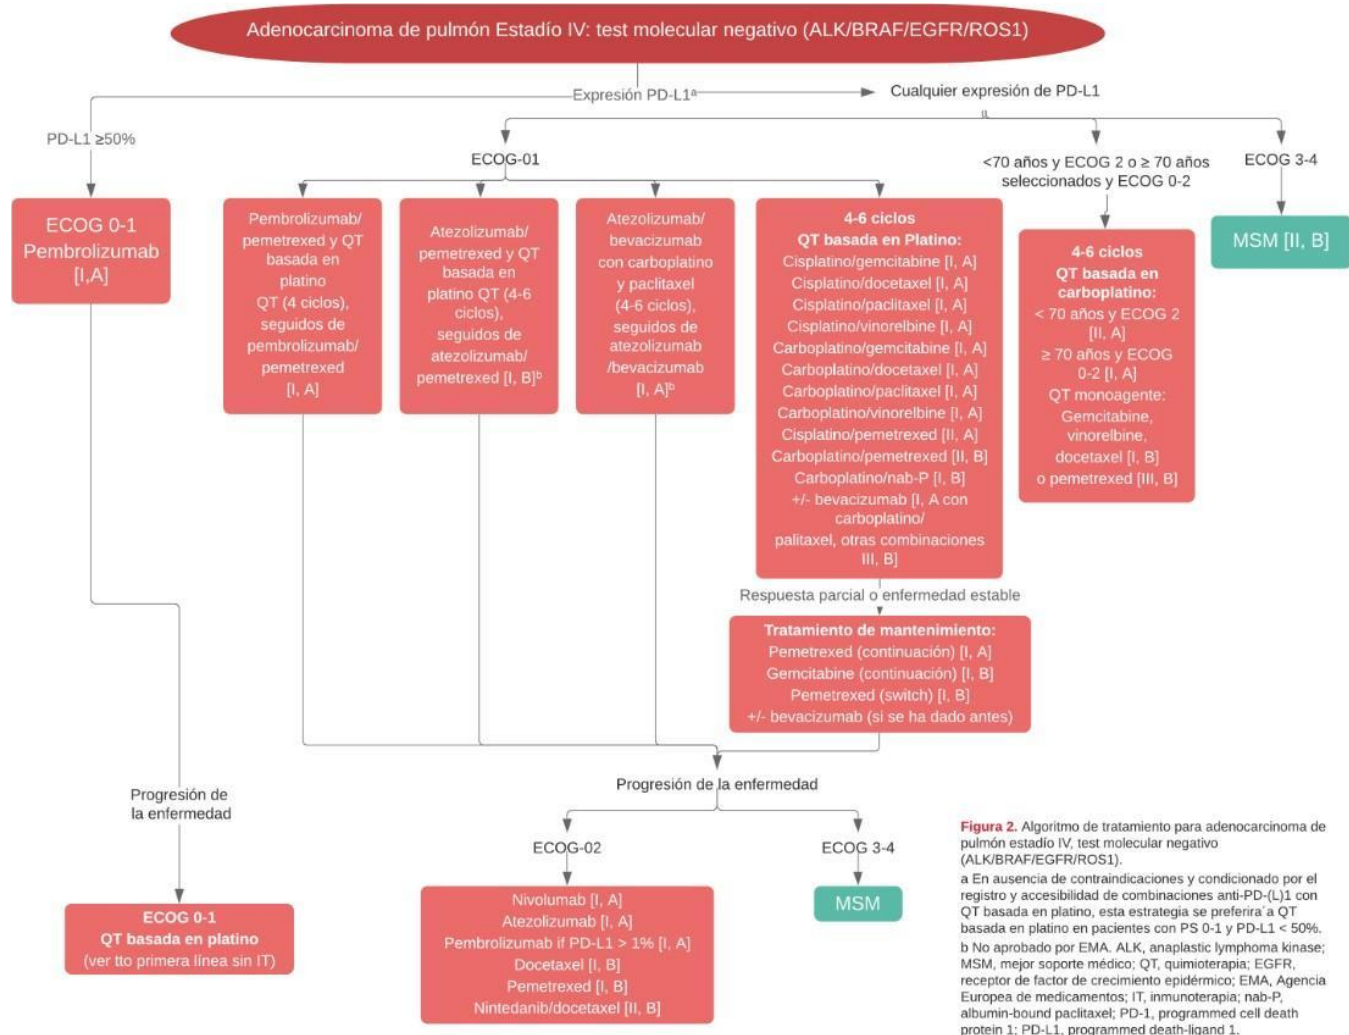 Adenocarcinoma de pulmón Estadío IV: test molecular negativo (ALK/BRAF/EGFR/ROS1)
Expresión PD-L1ª
Cualquier expresión de PD-L1
PD-L1 ≥50%
ECOG-01
<70 años y ECOG 2 o ≥ 70 años
seleccionados y ECOG 0-2
ECOG 3-4
ECOG 0-1
Pembrolizumab
[I,A]
Pembrolizumab/
pemetrexed y QT
basada en
platino
QT (4 ciclos),
seguidos de
pembrolizumab/
pemetrexed
[I, A]
Atezolizumab/
pemetrexed y QT
basada en
platino QT (4-6
ciclos),
seguidos de
atezolizumab/
pemetrexed [I, B]ᵇ
Atezolizumab/
bevacizumab
con carboplatino
y paclitaxel
(4-6 ciclos),
seguidos de
atezolizumab
/bevacizumab
[I, A]ᵇ
4-6 ciclos
QT basada en Platino:
Cisplatino/gemcitabine [I, A]
Cisplatino/docetaxel [I, A]
Cisplatino/paclitaxel [I, A]
Cisplatino/vinorelbine [I, A]
Carboplatino/gemcitabine [I, A]
Carboplatino/docetaxel [I, A]
Carboplatino/paclitaxel [I, A]
Carboplatino/vinorelbine [I, A]
Cisplatino/pemetrexed [II, A]
Carboplatino/pemetrexed [II, B]
Carboplatino/nab-P [I, B]
+/- bevacizumab [I, A con
carboplatino/
palitaxel, otras combinaciones
III, B]
4-6 ciclos
QT basada en
carboplatino:
< 70 años y ECOG 2
[II, A]
≥ 70 años y ECOG
0-2 [I, A]
QT monoagente:
Gemcitabine,
vinorelbine,
docetaxel [I, B]
o pemetrexed [III, B]
MSM [II, B]
Respuesta parcial o enfermedad estable
Tratamiento de mantenimiento:
Pemetrexed (continuación) [I, A]
Gemcitabine (continuación) [I, B]
Pemetrexed (switch) [I, B]
+/- bevacizumab (si se ha dado antes)
Progresión de la enfermedad
Progresión de
la enfermedad
ECOG-02
ECOG 3-4
ECOG 0-1
QT basada en platino
(ver tto primera línea sin IT)
Nivolumab [I, A]
Atezolizumab [I, A]
Pembrolizumab if PD-L1 > 1% [I, A]
Docetaxel [I, B]
Pemetrexed [I, B]
Nintedanib/docetaxel [II, B]
MSM
Figura 2. Algoritmo de tratamiento para adenocarcinoma de
pulmón estadío IV, test molecular negativo
(ALK/BRAF/EGFR/ROS1).
a En ausencia de contraindicaciones y condicionado por el
registro y accesibilidad de combinaciones anti-PD-(L)1 con
QT basada en platino, esta estrategia se preferira´a QT
basada en platino en pacientes con PS 0-1 y PD-L1 < 50%.
b No aprobado por EMA. ALK, anaplastic lymphoma kinase;
MSM, mejor soporte médico; QT, quimioterapia; EGFR,
receptor de factor de crecimiento epidérmico; EMA, Agencia
Europea de medicamentos; IT, inmunoterapia; nab-P,
albumin-bound paclitaxel; PD-1, programmed cell death
protein 1; PD-L1, programmed death-ligand 1.